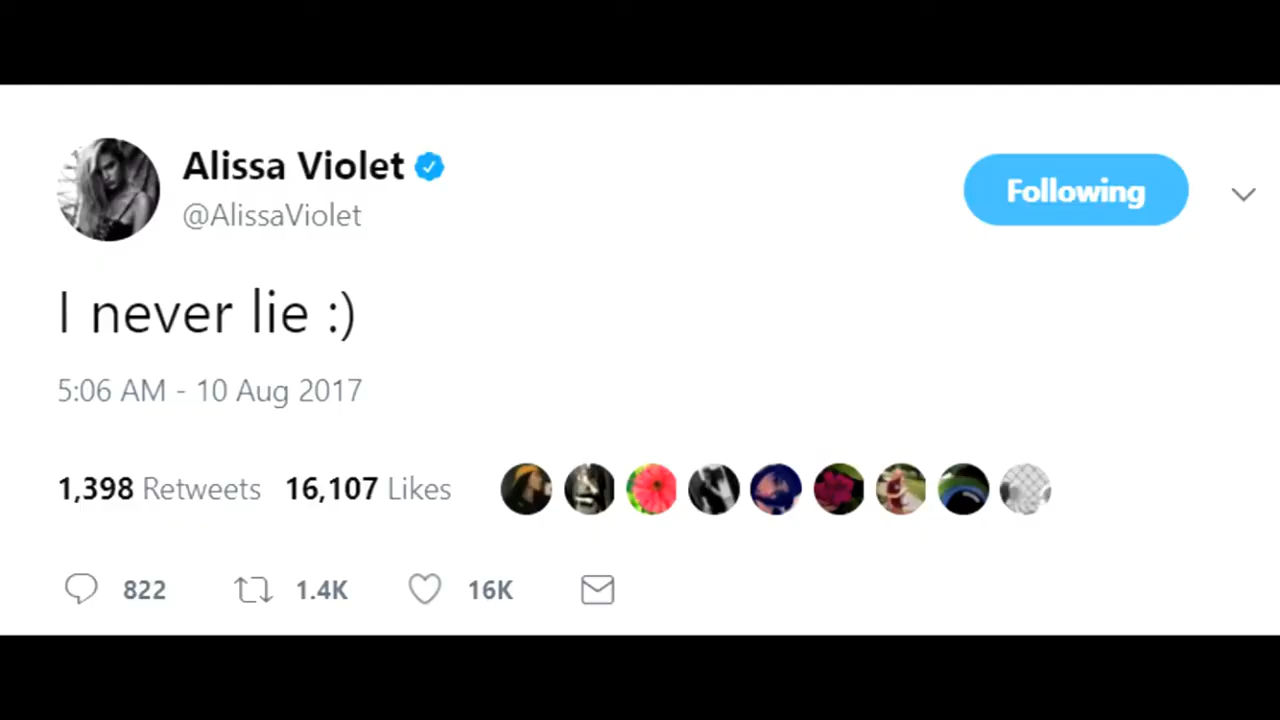 Alissa Violet
@AlissaViolet
Following
I never lie :)
5:06 AM - 10 Aug 2017
1,398 Retweets 16,107 Likes
822 1.4K 16K